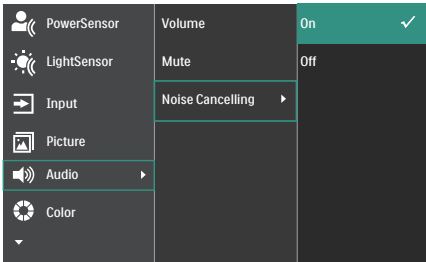 PowerSensor
LightSensor
Input
Picture
Audio
Color
Volume
Mute
Noise Cancelling
On
Off